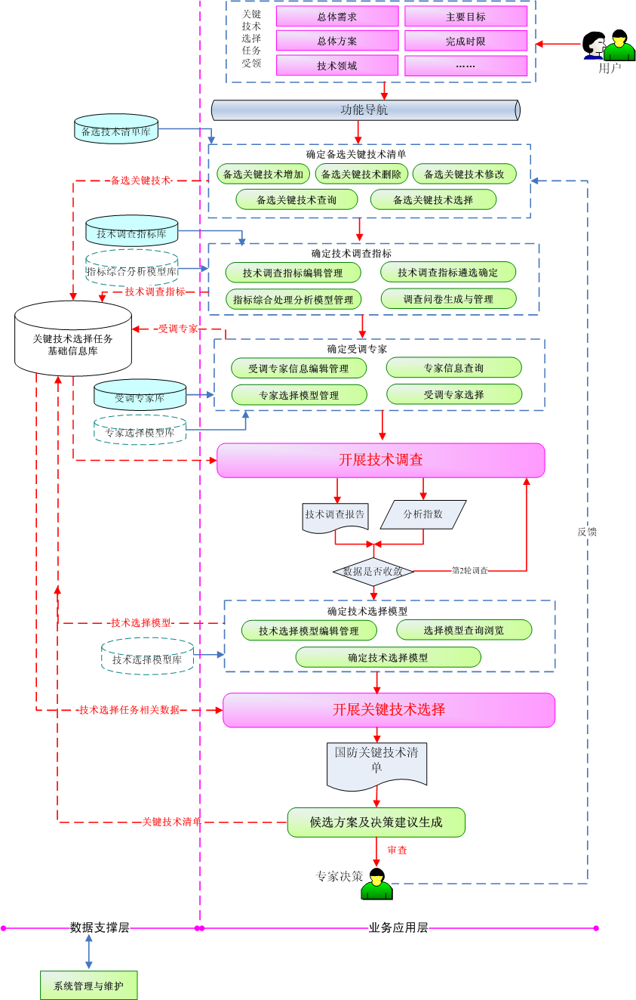 关键
技术
选择
任务
受领
总体需求
主要目标
总体方案
完成时限
技术领域
……
用户
功能导航
备选技术清单库
确定备选关键技术清单
备选关键技术增加
备选关键技术删除
备选关键技术修改
备选关键技术查询
备选关键技术选择
备选关键技术
技术调查指标库
指标综合分析模型库
确定技术调查指标
技术调查指标编辑管理
技术调查指标遴选确定
指标综合处理分析模型管理
调查问卷生成与管理
技术调查指标
关键技术选择任务
基础信息库
受调专家
确定受调专家
受调专家信息编辑管理
专家信息查询
专家选择模型管理
受调专家选择
受调专家库
专家选择模型库
开展技术调查
技术调查报告
分析指数
反馈
数据是否收敛
第2轮调查
确定技术选择模型
技术选择模型编辑管理
选择模型查询浏览
确定技术选择模型
技术选择模型
技术选择模型库
技术选择任务相关数据
开展关键技术选择
国防关键技术清
单
关键技术清单
候选方案及决策建议生成
审查
专家决策
数据支撑层
业务应用层
系统管理与维护